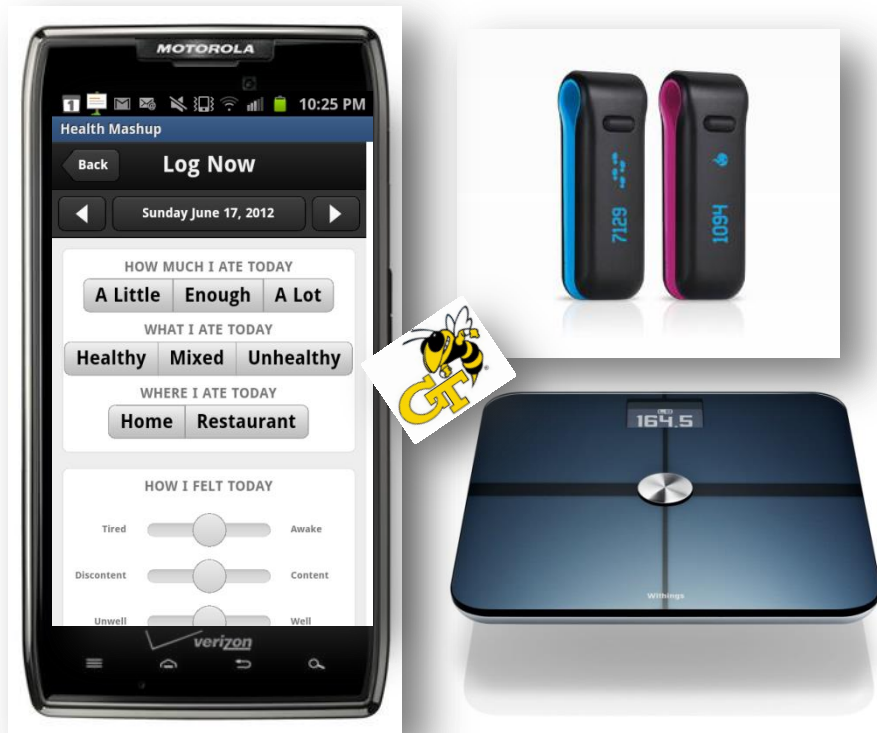 MOTOROLA
1 10:25 PM
Health Mashup
Back Log Now
Sunday June 17, 2012
HOW MUCH I ATE TODAY
A Little Enough A Lot
WHAT I ATE TODAY
Healthy Mixed Unhealthy
WHERE I ATE TODAY
Home Restaurant
HOW I FELT TODAY
Tired Awake
Discontent Content
Unwell Well
verizon
7129
1094
GT
164.5
Withings